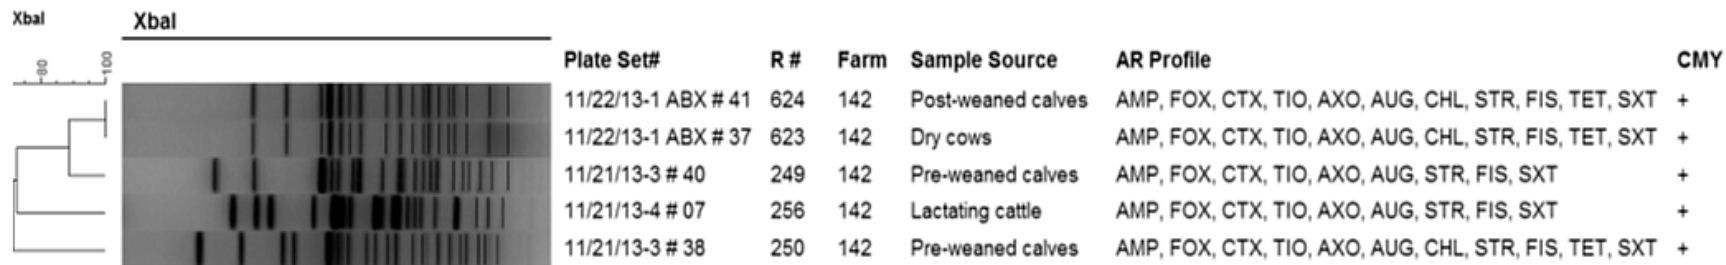 XbaI XbaI
80 100
Plate Set# R # Farm Sample Source AR Profile CMY
11/22/13-1 ABX # 41 624 142 Post-weaned calves AMP, FOX, CTX, TIO, AXO, AUG, CHL, STR, FIS, TET, SXT +
11/22/13-1 ABX # 37 623 142 Dry cows AMP, FOX, CTX, TIO, AXO, AUG, CHL, STR, FIS, TET, SXT +
11/21/13-3 # 40 249 142 Pre-weaned calves AMP, FOX, CTX, TIO, AXO, AUG, STR, FIS, SXT +
11/21/13-4 # 07 256 142 Lactating cattle AMP, FOX, CTX, TIO, AXO, AUG, STR, FIS, SXT +
11/21/13-3 # 38 250 142 Pre-weaned calves AMP, FOX, CTX, TIO, AXO, AUG, CHL, STR, FIS, TET, SXT +